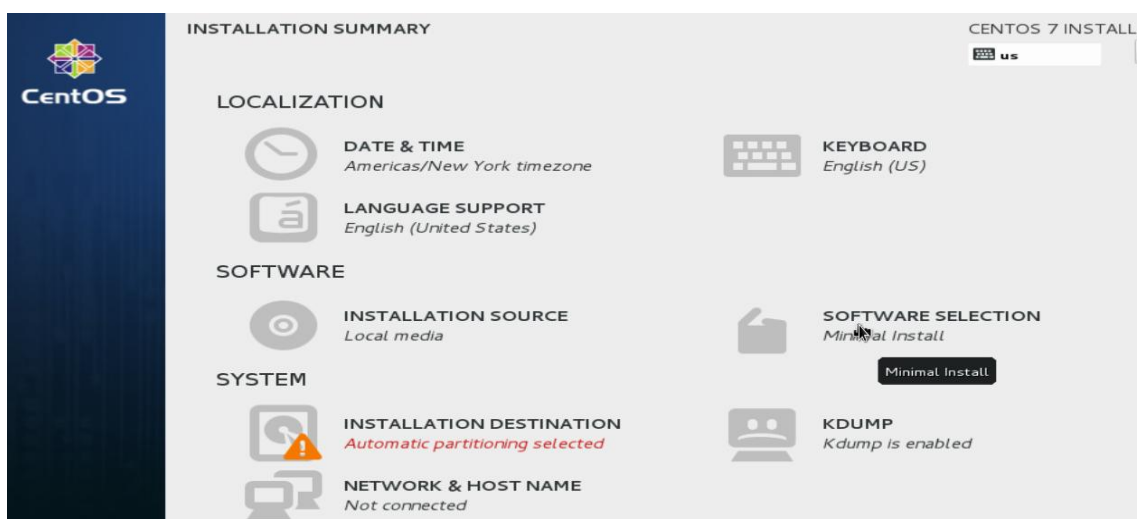 INSTALLATION SUMMARY
CENTOS 7 INSTALL
us
CentOS
LOCALIZATION
DATE & TIME
Americas/New York timezone
KEYBOARD
English (US)
LANGUAGE SUPPORT
English (United States)
SOFTWARE
INSTALLATION SOURCE
Local media
SOFTWARE SELECTION
Minimal Install
Minimal Install
SYSTEM
INSTALLATION DESTINATION
Automatic partitioning selected
KDUMP
Kdump is enabled
NETWORK & HOST NAME
Not connected